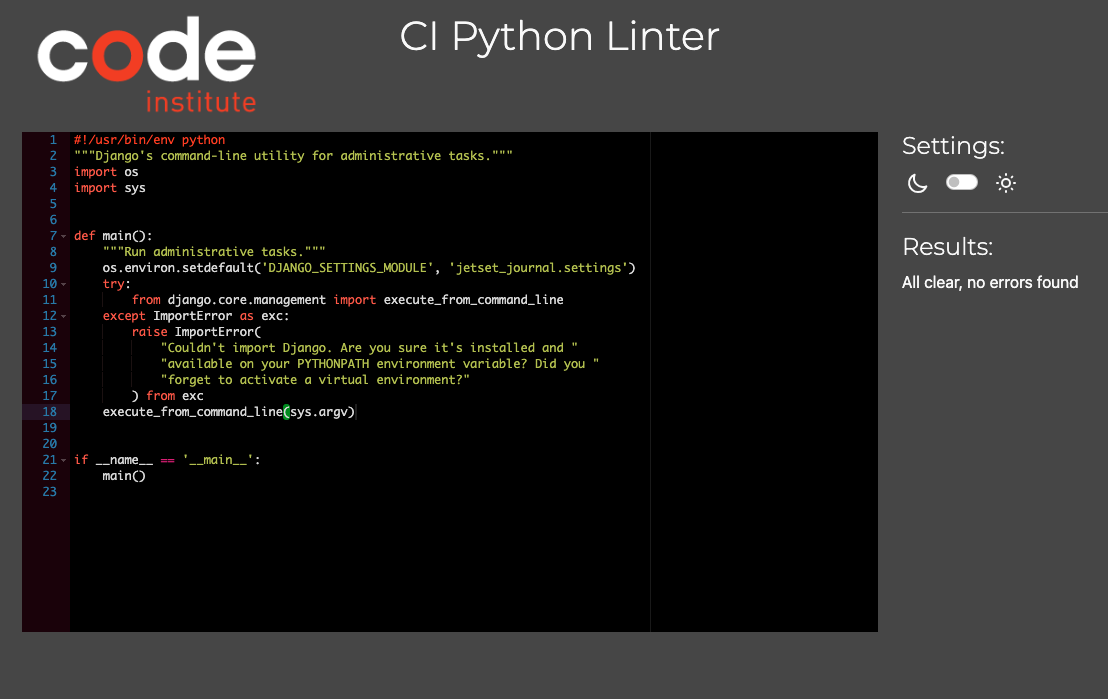 code
institute
CI Python Linter
1 #!/usr/bin/env python
2 """Django's command-line utility for administrative tasks."""
3 import os
4 import sys
5
6
7 def main():
8     """Run administrative tasks."""
9     os.environ.setdefault('DJANGO_SETTINGS_MODULE', 'jetset_journal.settings')
10     try:
11         from django.core.management import execute_from_command_line
12     except ImportError as exc:
13         raise ImportError(
14             "Couldn't import Django. Are you sure it's installed and "
15             "available on your PYTHONPATH environment variable? Did you "
16             "forget to activate a virtual environment?"
17         ) from exc
18     execute_from_command_line(sys.argv)
19
20
21 if __name__ == '__main__':
22     main()
23
Settings:
Results:
All clear, no errors found